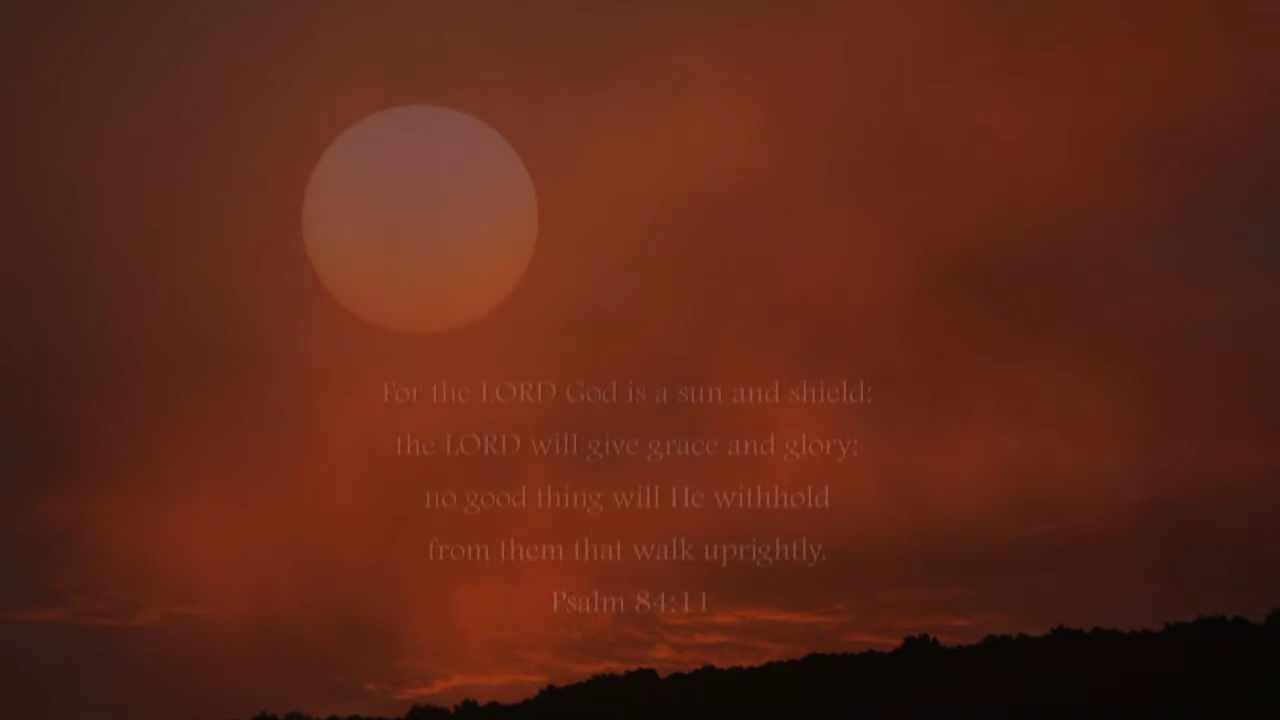 For the LORD God is a sun and shield:
the LORD will give grace and glory:
no good thing will He withhold
from them that walk uprightly.
Psalm 84:11